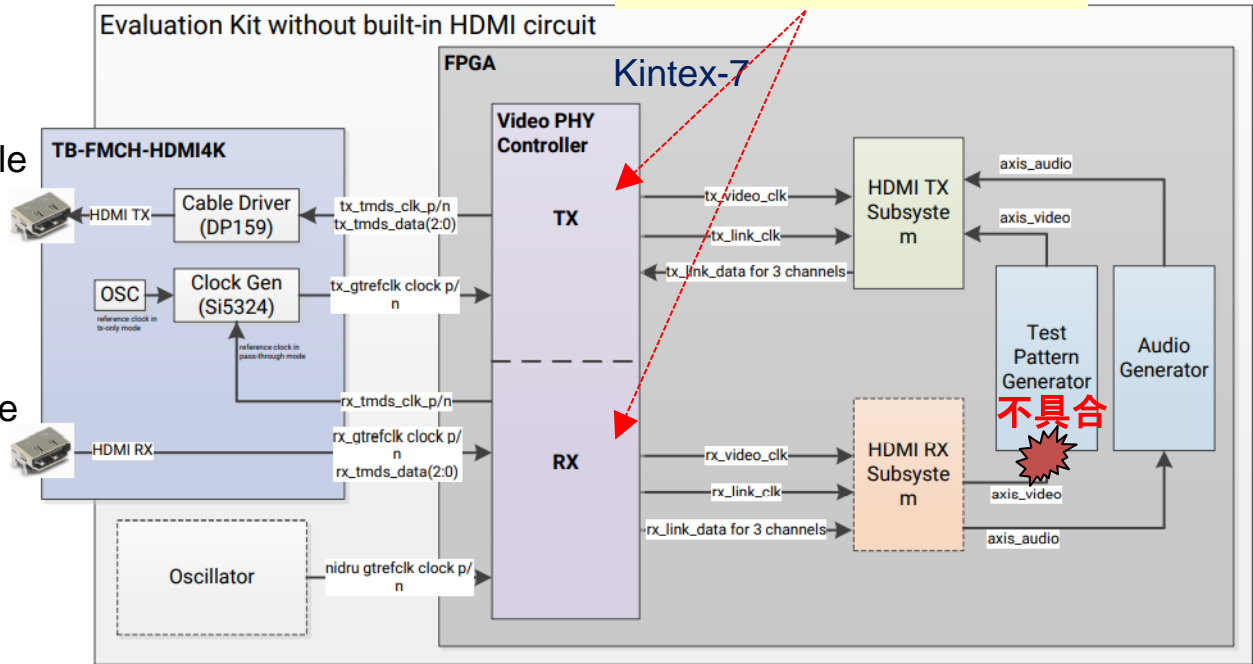 Evaluation Kit without built-in HDMI circuit
FPGA
Kintex-7
Video PHY
Controller
TX
RX
le
TB-FMCH-HDMI4K
HDMI TX
Cable Driver
(DP159)
tx_tmds_clk_p/n
tx_tmds_data(2:0)
OSC
reference clock in
tx-only mode
Clock Gen
(Si5324)
tx_gtrefclk clock p/
n
reference clock in
pass-through mode
rx_tmds_clk_p/n
e
HDMI RX
rx_gtrefclk clock p/
n
rx_tmds_data(2:0)
Oscillator
nidru gtrefclk clock p/
n
tx_video_clk
tx_link_clk
tx_link_data for 3 channels
HDMI TX
Subsyste
m
axis_audio
axis_video
Test
Pattern
Generator
不具合
Audio
Generator
rx_video_clk
rx_link_clk
rx_link_data for 3 channels
HDMI RX
Subsyste
m
axis_video
axis_audio